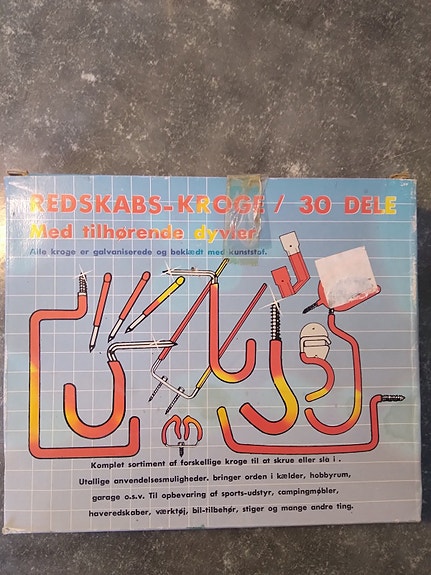 REDSKABS-KROGE / 30 DELE
Med tilhørende dyvler
Alle kroge er galvaniserede og beklædt med kunststof.
Komplet sortiment af forskellige kroge til at skrue eller slå i .
Utallige anvendelsesmuligheder. bringer orden i kælder, hobbyrum,
garage o.s.v. Til opbevaring af sports-udstyr, campingmøbler,
haveredskaber, værktøj, bil-tilbehør, stiger og mange andre ting.